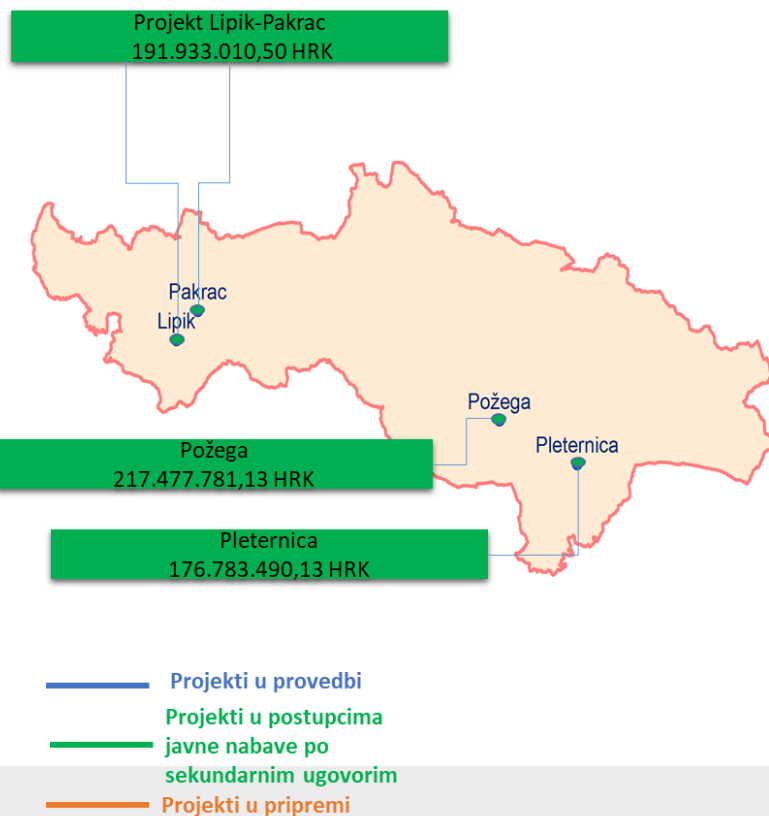 Projekt Lipik-Pakrac
191.933.010,50 HRK
Pakrac
Lipik
Požega
Pleternica
Požega
217.477.781,13 HRK
Pleternica
176.783.490,13 HRK
Projekti u provedbi
Projekti u postupcima
javne nabave po
sekundarnim ugovorim
Projekti u pripremi